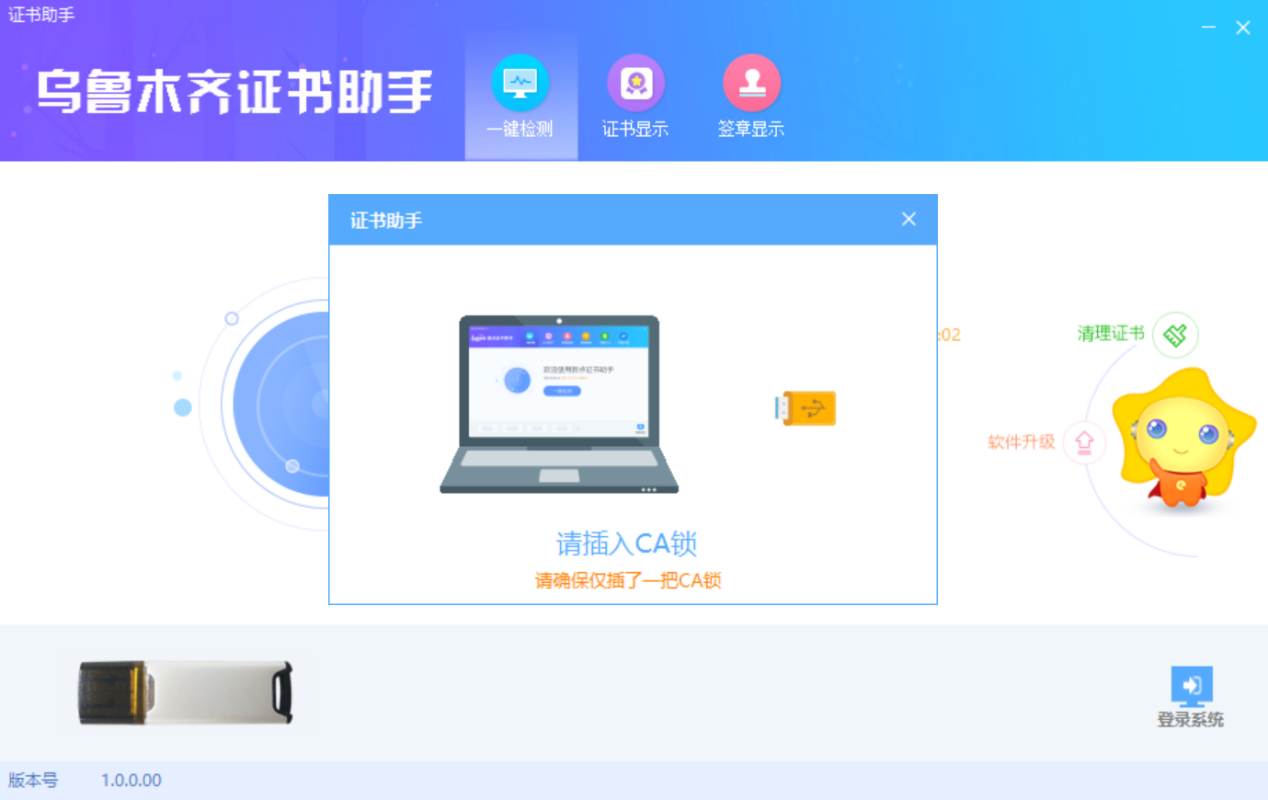 证书助手
乌鲁木齐证书助手
一键检测
证书显示
签章显示
证书助手
:02
清理证书
软件升级
请插入CA锁
请确保仅插了一把CA锁
登录系统
版本号 1.0.0.00